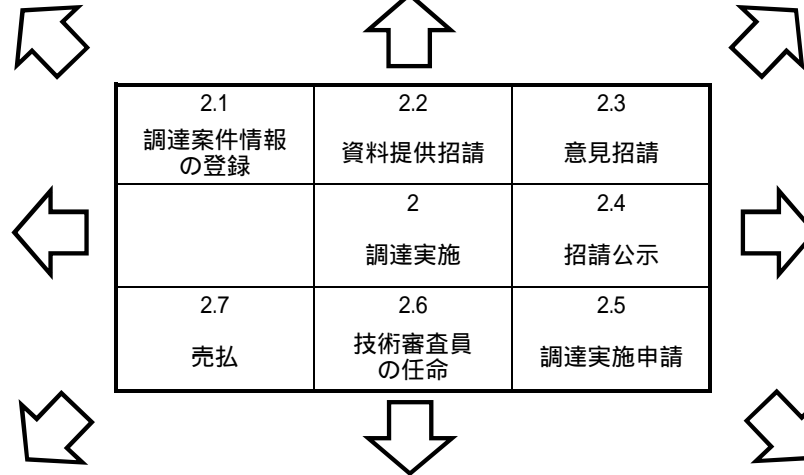 2.1
調達案件情報
の登録
2.2
資料提供招請
2.3
意見招請
2
調達実施
2.4
招請公示
2.7
売払
2.6
技術審査員
の任命
2.5
調達実施申請